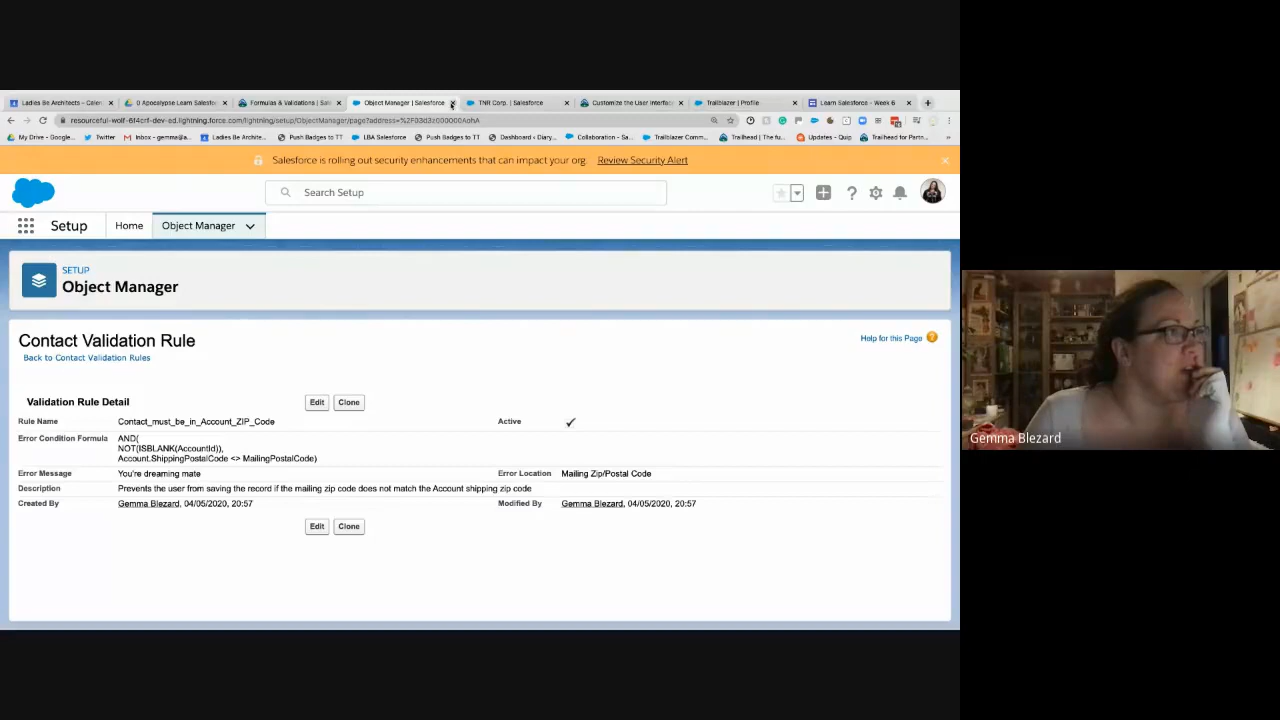 Ladies Be Architects - Calen
0 Apocalypse Learn Salesfor
Formulas & Validations | Sal
Object Manager | Salesforce
TNR Corp. | Salesforce
Customize the User Interface
Trailblazer | Profile
Learn Salesforce - Week 6
resourceful-wolf-6f4crf-dev-ed.lightning.force.com/lightning/setup/ObjectManager/page?address=%2F03d3z000000AohA
My Drive - Google...
Twitter
Inbox - gemma@a...
Ladies Be Archite...
Push Badges to TT
LBA Salesforce
Push Badges to TT
Dashboard - Diary...
Collaboration - Sa...
Trailblazer Comm...
Trailhead | The fu...
Updates - Quip
Trailhead for Partn...
Salesforce is rolling out security enhancements that can impact your org. Review Security Alert
Search Setup
Setup Home Object Manager
SETUP
Object Manager
Contact Validation Rule
Help for this Page
Back to Contact Validation Rules
Validation Rule Detail Edit Clone
Rule Name Contact_must_be_in_Account_ZIP_Code Active
Error Condition Formula AND(
NOT(ISBLANK(AccountId)),
Account.ShippingPostalCode <> MailingPostalCode)
Error Message You're dreaming mate Error Location Mailing Zip/Postal Code
Description Prevents the user from saving the record if the mailing zip code does not match the Account shipping zip code
Created By Gemma Blezard, 04/05/2020, 20:57 Modified By Gemma Blezard, 04/05/2020, 20:57
Edit Clone
Gemma Blezard